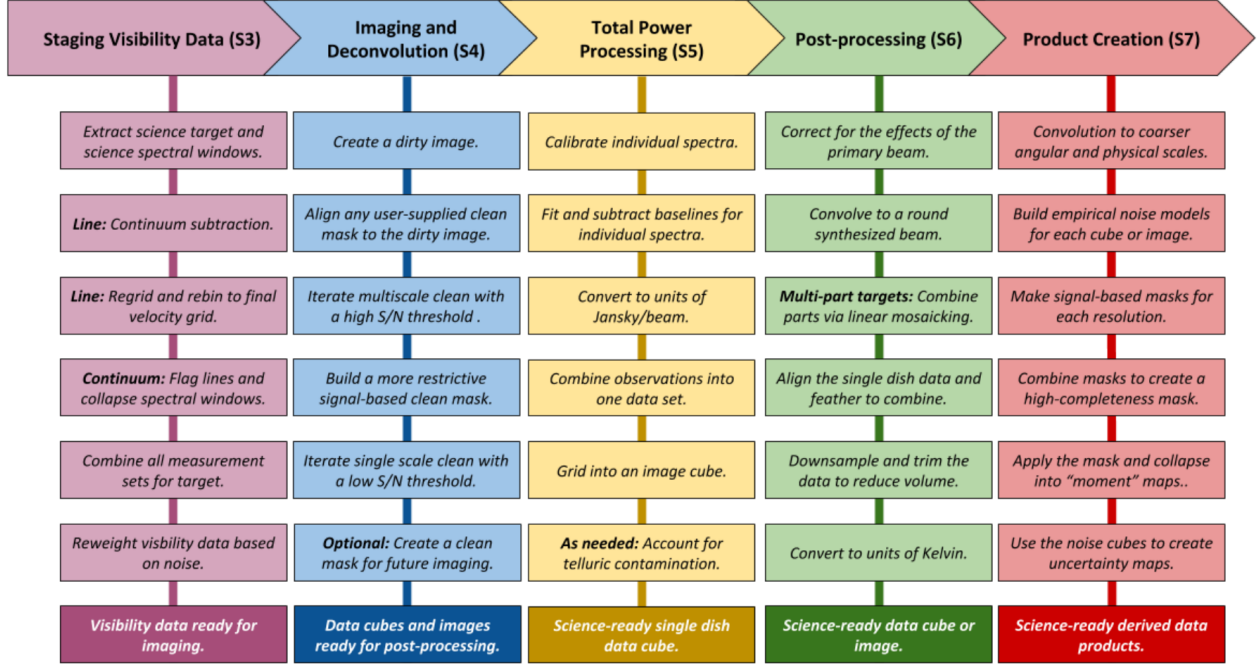 Staging Visibility Data (S3)
Imaging and
Deconvolution (S4)
Total Power
Processing (S5)
Post-processing (S6)
Product Creation (S7)
Extract science target and
science spectral windows.
Line: Continuum subtraction.
Line: Regrid and rebin to final
velocity grid.
Continuum: Flag lines and
collapse spectral windows.
Combine all measurement
sets for target.
Reweight visbility data based
on noise.
Visibility data ready for
imaging.
Create a dirty image.
Align any user-supplied clean
mask to the dirty image.
Iterate multiscale clean with
a high S/N threshold .
Build a more restrictive
signal-based clean mask.
Iterate single scale clean with
a low S/N threshold.
Optional: Create a clean
mask for future imaging.
Data cubes and images
ready for post-processing.
Calibrate individual spectra.
Fit and subtract baselines for
individual spectra.
Convert to units of
Jansky/beam.
Combine observations into
one data set.
Grid into an image cube.
As needed: Account for
telluric contamination.
Science-ready single dish
data cube.
Correct for the effects of the
primary beam.
Convolve to a round
synthesized beam.
Multi-part targets: Combine
parts via linear mosaicking.
Align the single dish data and
feather to combine.
Downsample and trim the
data to reduce volume.
Convert to units of Kelvin.
Science-ready data cube or
image.
Convolution to coarser
angular and physical scales.
Build empirical noise models
for each cube or image.
Make signal-based masks for
each resolution.
Combine masks to create a
high-completeness mask.
Apply the mask and collapse
into “moment” maps..
Use the noise cubes to create
uncertainty maps.
Science-ready derived data
products.